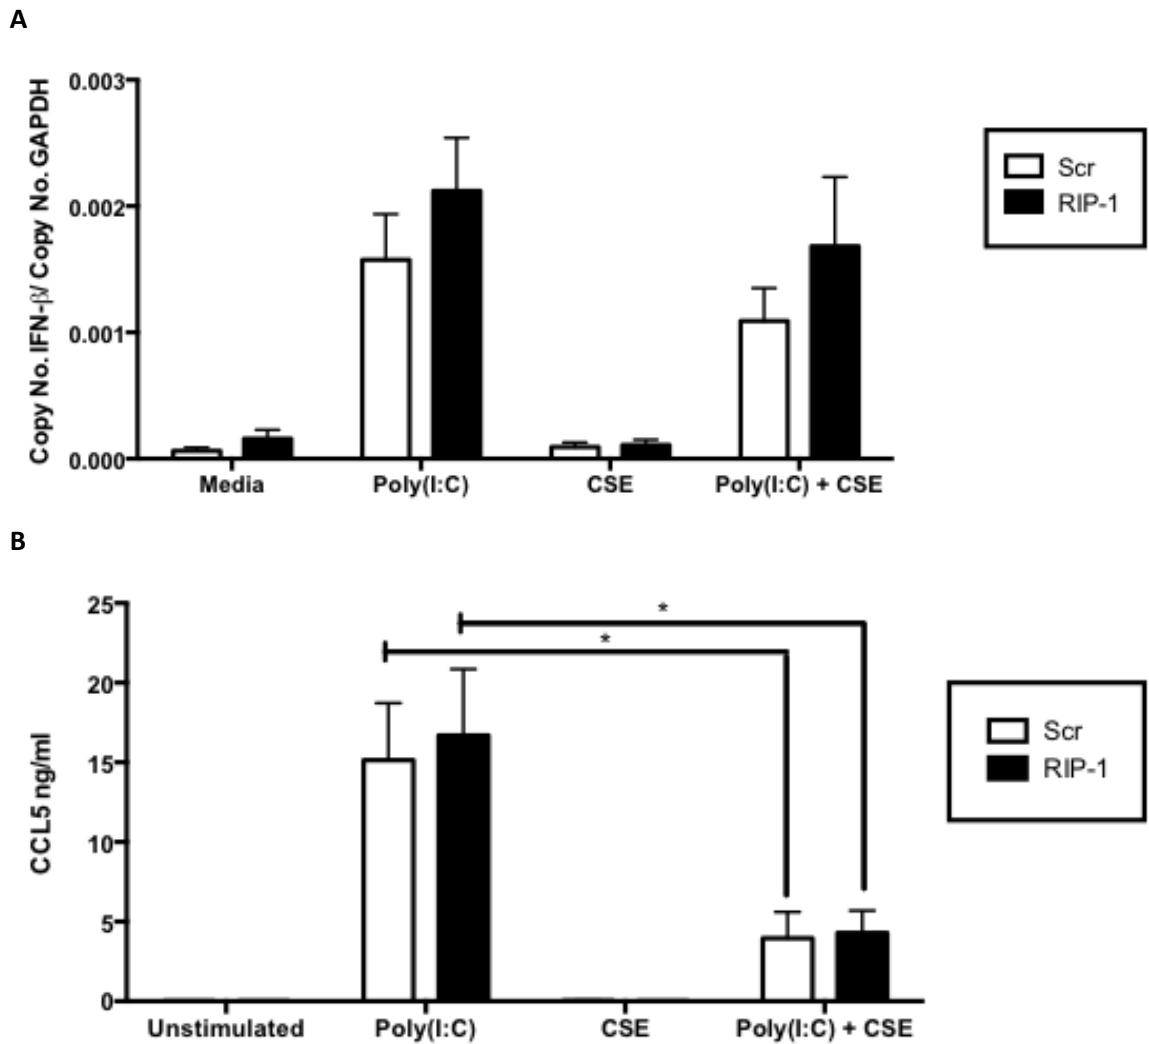 A
Copy No. IFN-β/ Copy No. GAPDH
0.003
0.002
0.001
0.000
Media Poly(I:C) CSE Poly(I:C) + CSE
Scr
RIP-1
B
CCL5 ng/ml
25
20
15
10
5
0
*
*
Unstimulated Poly(I:C) CSE Poly(I:C) + CSE
Scr
RIP-1